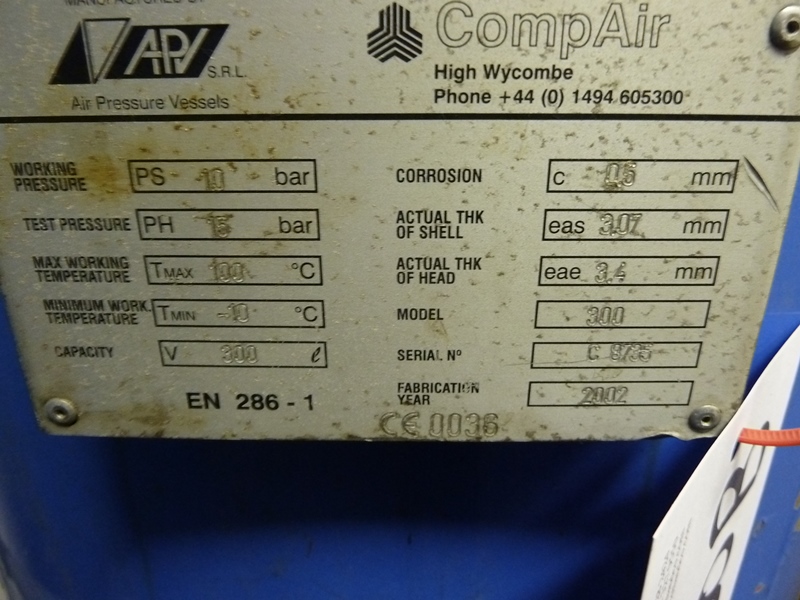 MANUFACTURED BY
APV S.R.L.
Air Pressure Vessels
CompAir
High Wycombe
Phone +44 (0) 1494 605300
WORKING PRESSURE PS 10 bar
TEST PRESSURE PH 15 bar
MAX WORKING TEMPERATURE TMAX 100 °C
MINIMUM WORK. TEMPERATURE TMIN -10 °C
CAPACITY V 300 ℓ
EN 286 - 1
CORROSION c 0.5 mm
ACTUAL THK OF SHELL eas 3.07 mm
ACTUAL THK OF HEAD eae 3.4 mm
MODEL 300
SERIAL Nº C
FABRICATION YEAR 2002
CE 0036